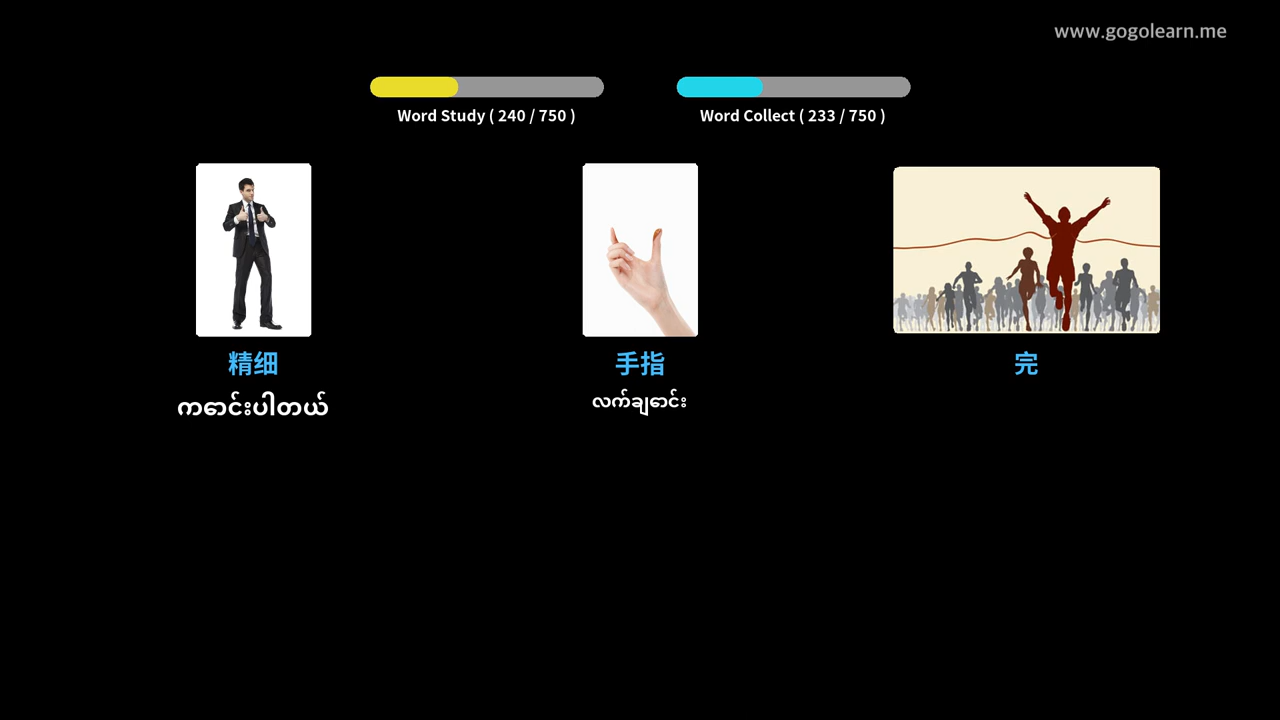 www.gogolearn.me
Word Study ( 240 / 750 )
Word Collect ( 233 / 750 )
精细
手指
完
ကောင်းပါတယ်
လက်ချောင်း